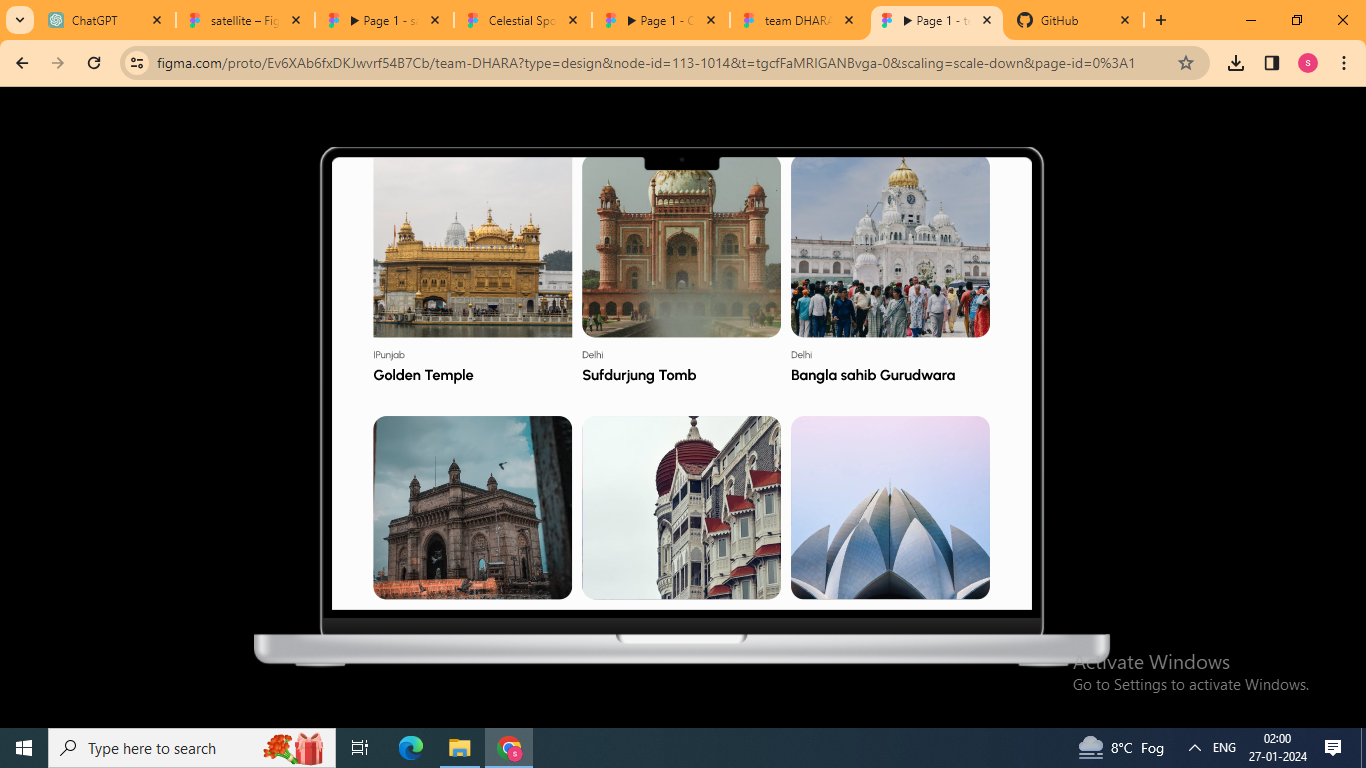 ChatGPT
satellite – Fig
Page 1 - s
Celestial Spo
Page 1 - C
team DHARA
Page 1 - t
GitHub
figma.com/proto/Ev6XAb6fxDKJwvrf54B7Cb/team-DHARA?type=design&node-id=113-1014&t=tgcfFaMRIGANBvga-0&scaling=scale-down&page-id=0%3A1
S
lPunjab
Delhi
Delhi
Golden Temple
Sufdurjung Tomb
Bangla sahib Gurudwara
Activate Windows
Go to Settings to activate Windows.
Type here to search
S
8°C Fog
ENG
02:00
27-01-2024